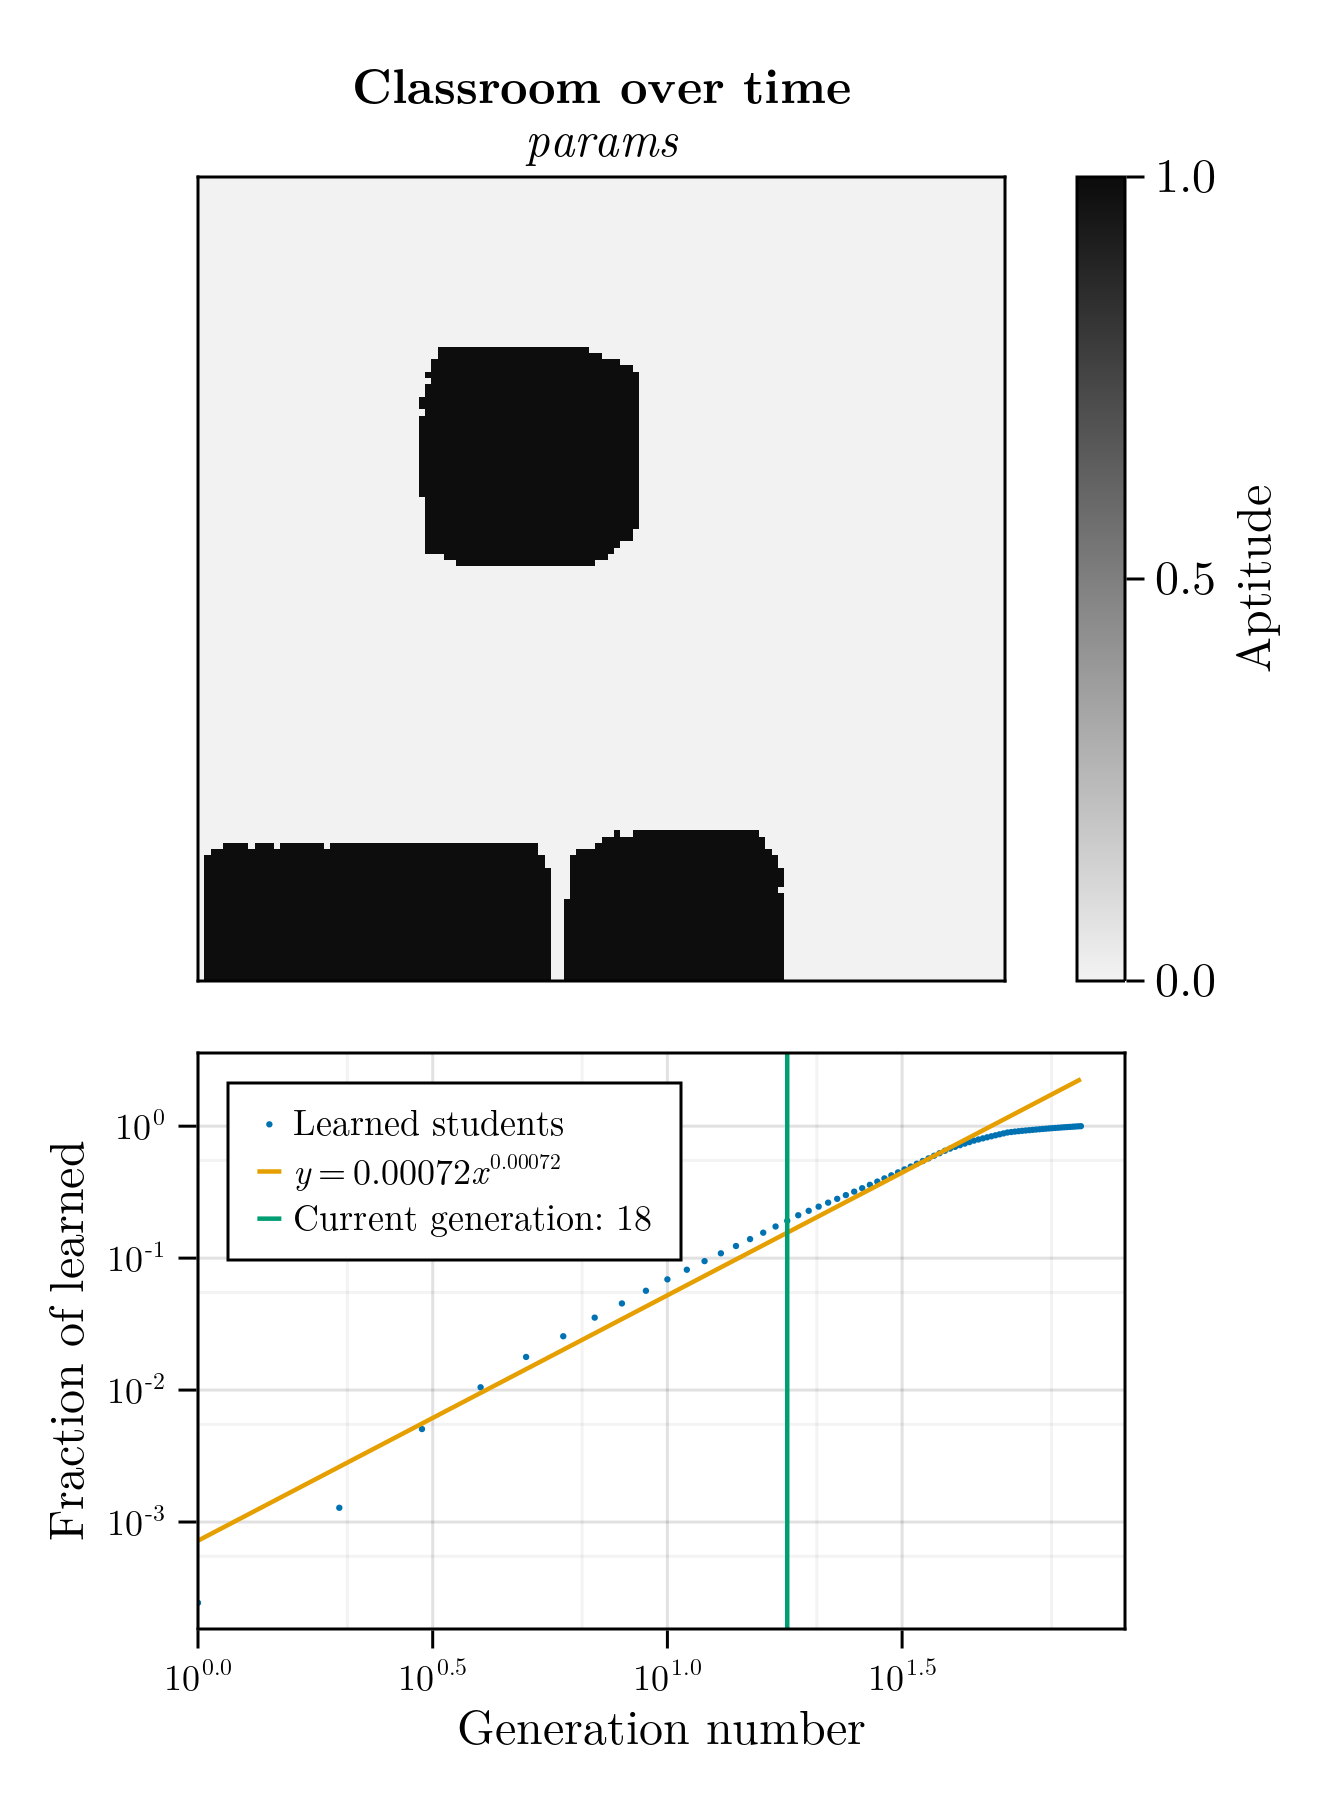 Classroom over time
params
1.0
0.5
0.0
Aptitude
Learned students
y = 0.00072x^0.00072
Current generation: 18
10^0
10^-1
10^-2
10^-3
Fraction of learned
10^0.0 10^0.5 10^1.0 10^1.5
Generation number